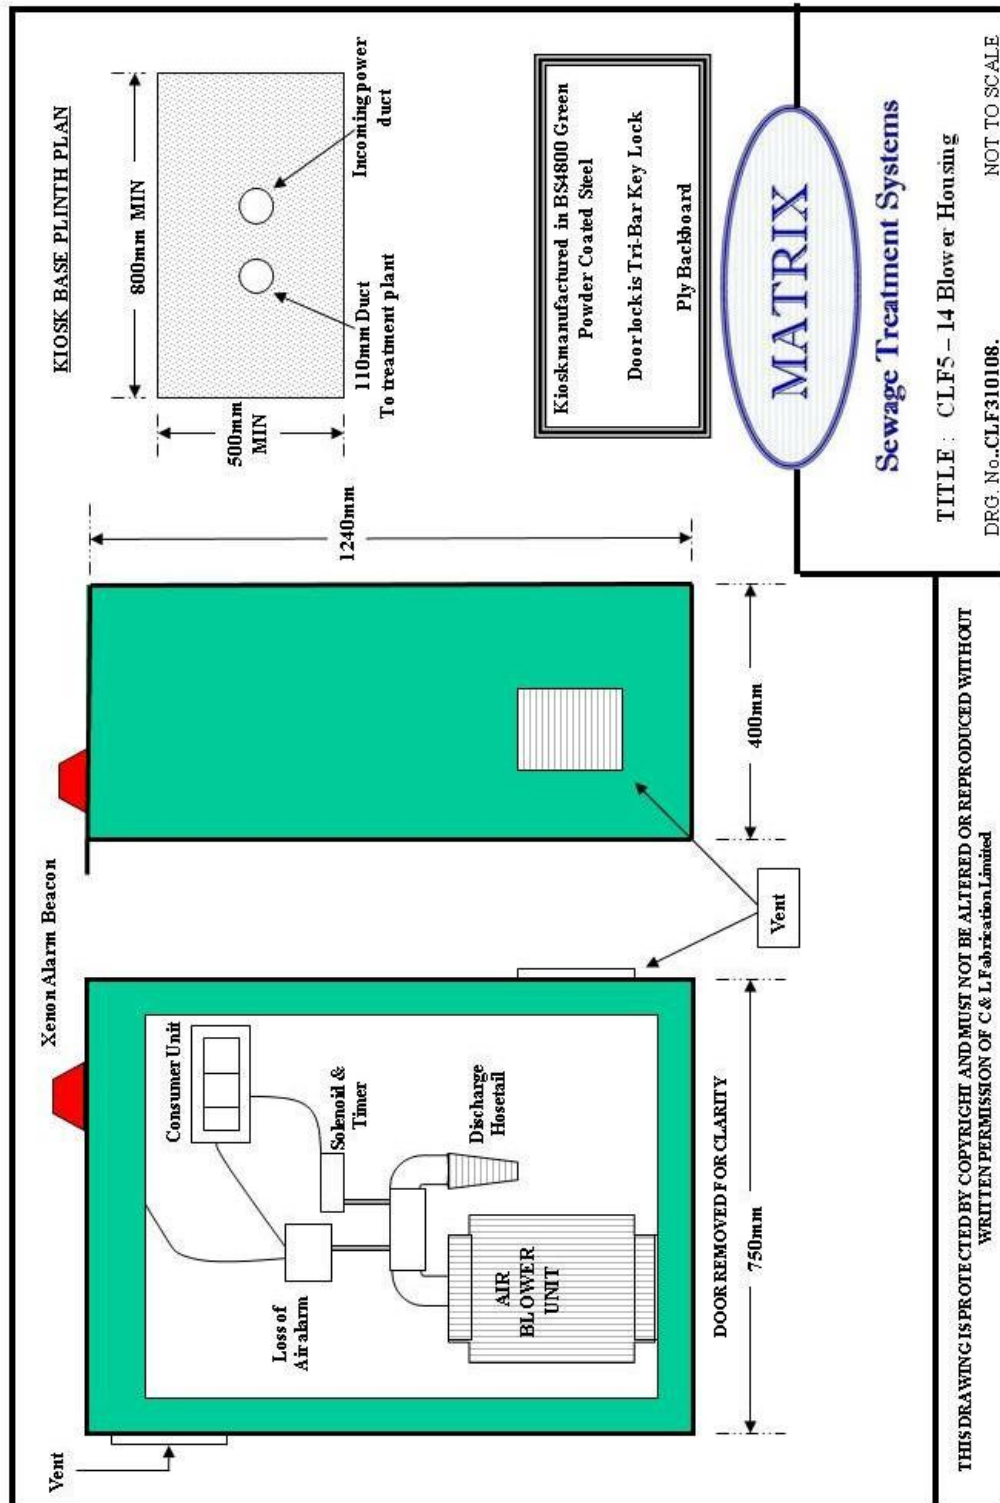 Xenon Alarm Beacon
Vent
Consumer Unit
Loss of
Air alarm
Solenoid &
Timer
Discharge
Hosetail
AIR
BLOWER
UNIT
DOOR REMOVED FOR CLARITY
750mm
Vent
400mm
1240mm
KIOSK BASE PLINTH PLAN
800mm MIN
500mm
MIN
110mm Duct
To treatment plant
Incoming power
duct
Kiosk manufactured in BS4800 Green
Powder Coated Steel
Door lock is Tri-Bar Key Lock
Ply Backboard
MATRIX
Sewage Treatment Systems
TITLE : CLF5 – 14 Blower Housing
DRG. No..CLF310108.
NOT TO SCALE
THIS DRAWING IS PROTECTED BY COPYRIGHT AND MUST NOT BE ALTERED OR REPRODUCED WITHOUT
WRITTEN PERMISSION OF C & L Fabrication Limited